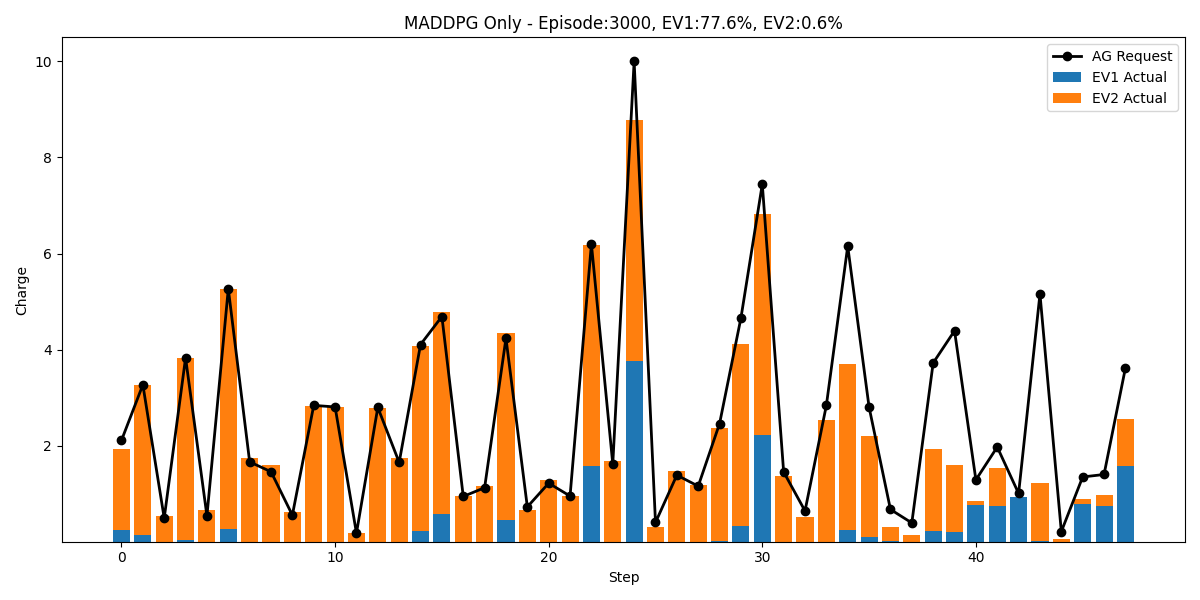 MADDPG Only - Episode:3000, EV1:77.6%, EV2:0.6%
AG Request
EV1 Actual
EV2 Actual
Charge
10
8
6
4
2
0
10
20
30
40
Step